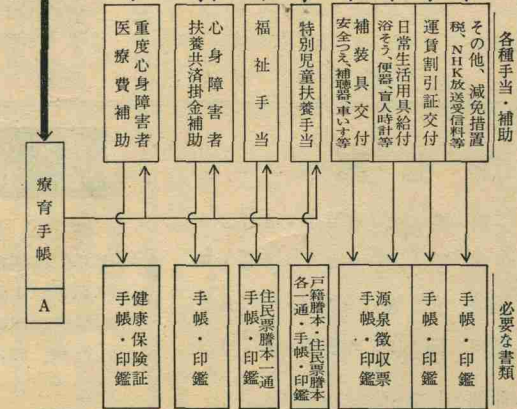 各種手当・補助
その他、減免措置
税、NHK放送受信料等
運賃割引証交付
日常生活用具給付
浴そう、便器、盲人時計等
補装具交付
安全つえ、補聴器、車いす等
特別児童扶養手当
福祉手当
心身障害者
扶養共済掛金補助
重度心身障害者
医療費補助
療育手帳
A
必要な書類
手帳・印鑑
手帳・印鑑
源泉徴収票
手帳・印鑑
戸籍謄本・住民票謄本
各一通・手帳・印鑑
住民票謄本一通
手帳・印鑑
手帳・印鑑
健康保険証
手帳・印鑑